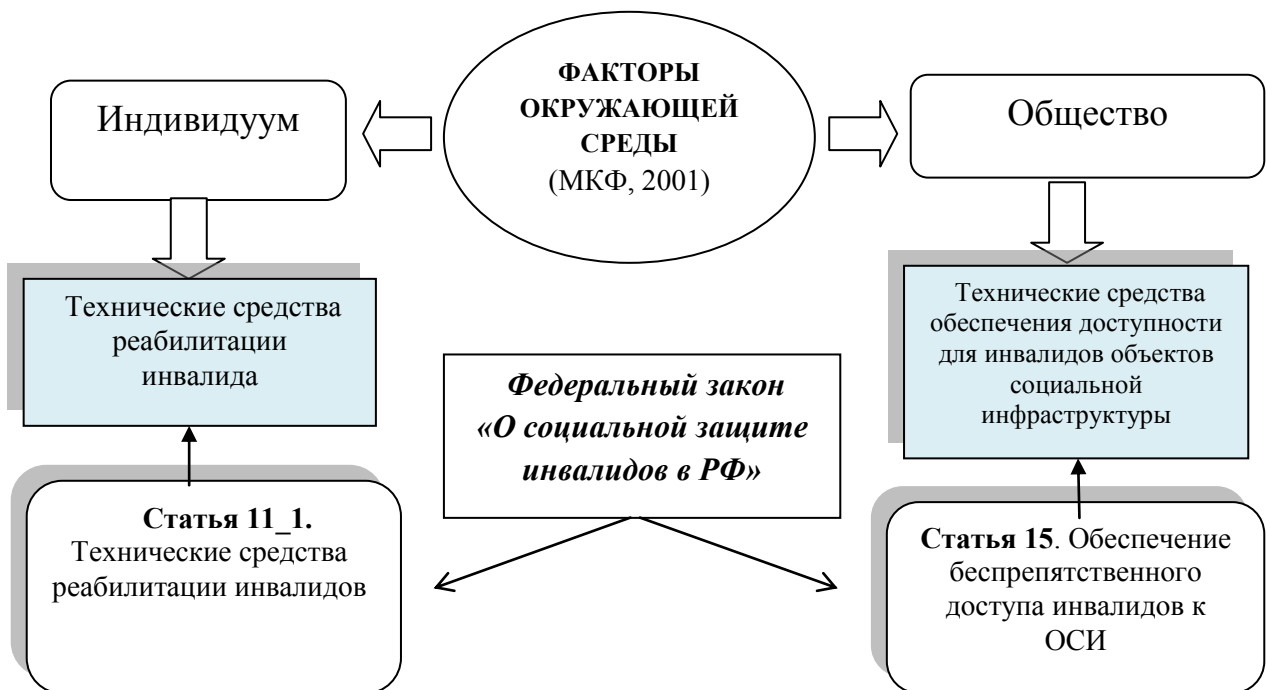 ФАКТОРЫ
ОКРУЖАЮЩЕЙ
СРЕДЫ
(МКФ, 2001)
Индивидуум
Общество
Технические средства
реабилитации
инвалида
Технические средства
обеспечения доступности
для инвалидов объектов
социальной
инфраструктуры
Федеральный закон
«О социальной защите
инвалидов в РФ»
Статья 11_1.
Технические средства
реабилитации инвалидов
Статья 15. Обеспечение
беспрепятственного
доступа инвалидов к
ОСИ